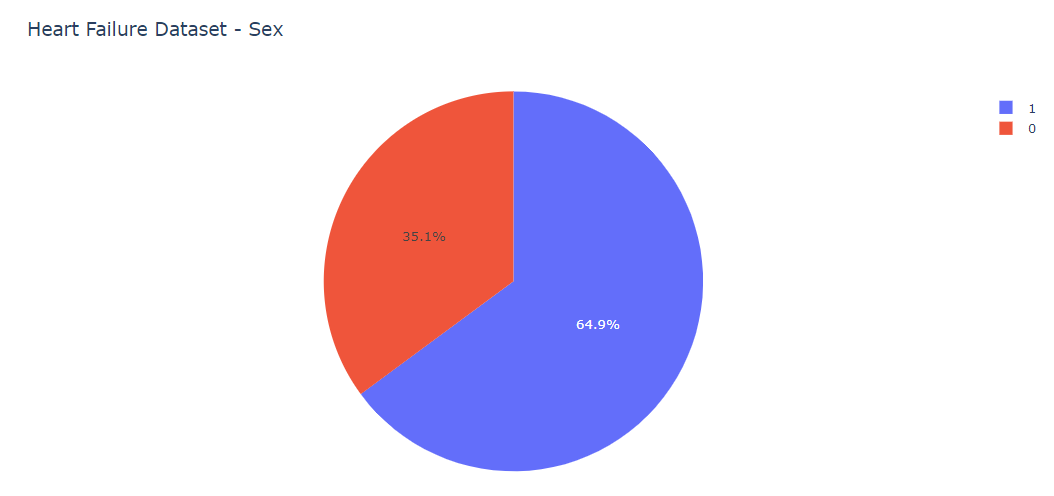 Heart Failure Dataset - Sex
1
0
35.1%
64.9%